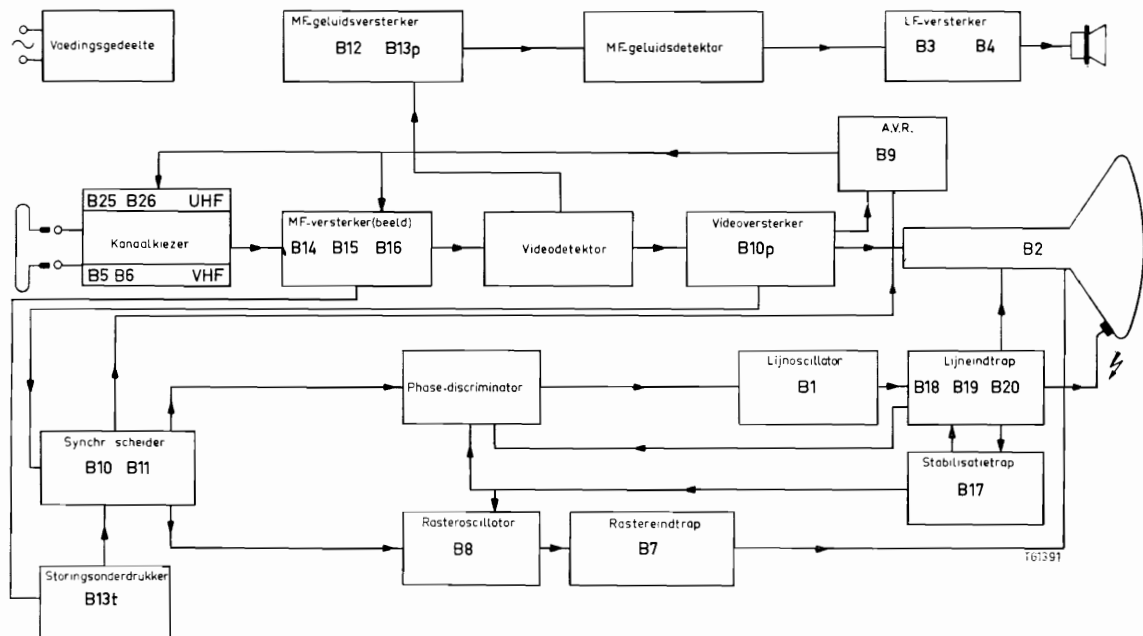 Voedingsgedeelte
MF-geluidsversterker
B12 B13p
MF-geluidsdetektor
LF-versterker
B3 B4
A.V.R.
B9
B25 B26 UHF
Kanaalkiezer
B5 B6 VHF
MF-versterker(beeld)
B14 B15 B16
Videodetektor
Videoversterker
B10p
B2
Phase-discriminator
Lijnoscillator
B1
Lijneindtrap
B18 B19 B20
Synchr scheider
B10 B11
Stabilisatietrap
B17
Rasteroscillotor
B8
Rastereindtrap
B7
T61391
Storingsonderdrukker
B13t